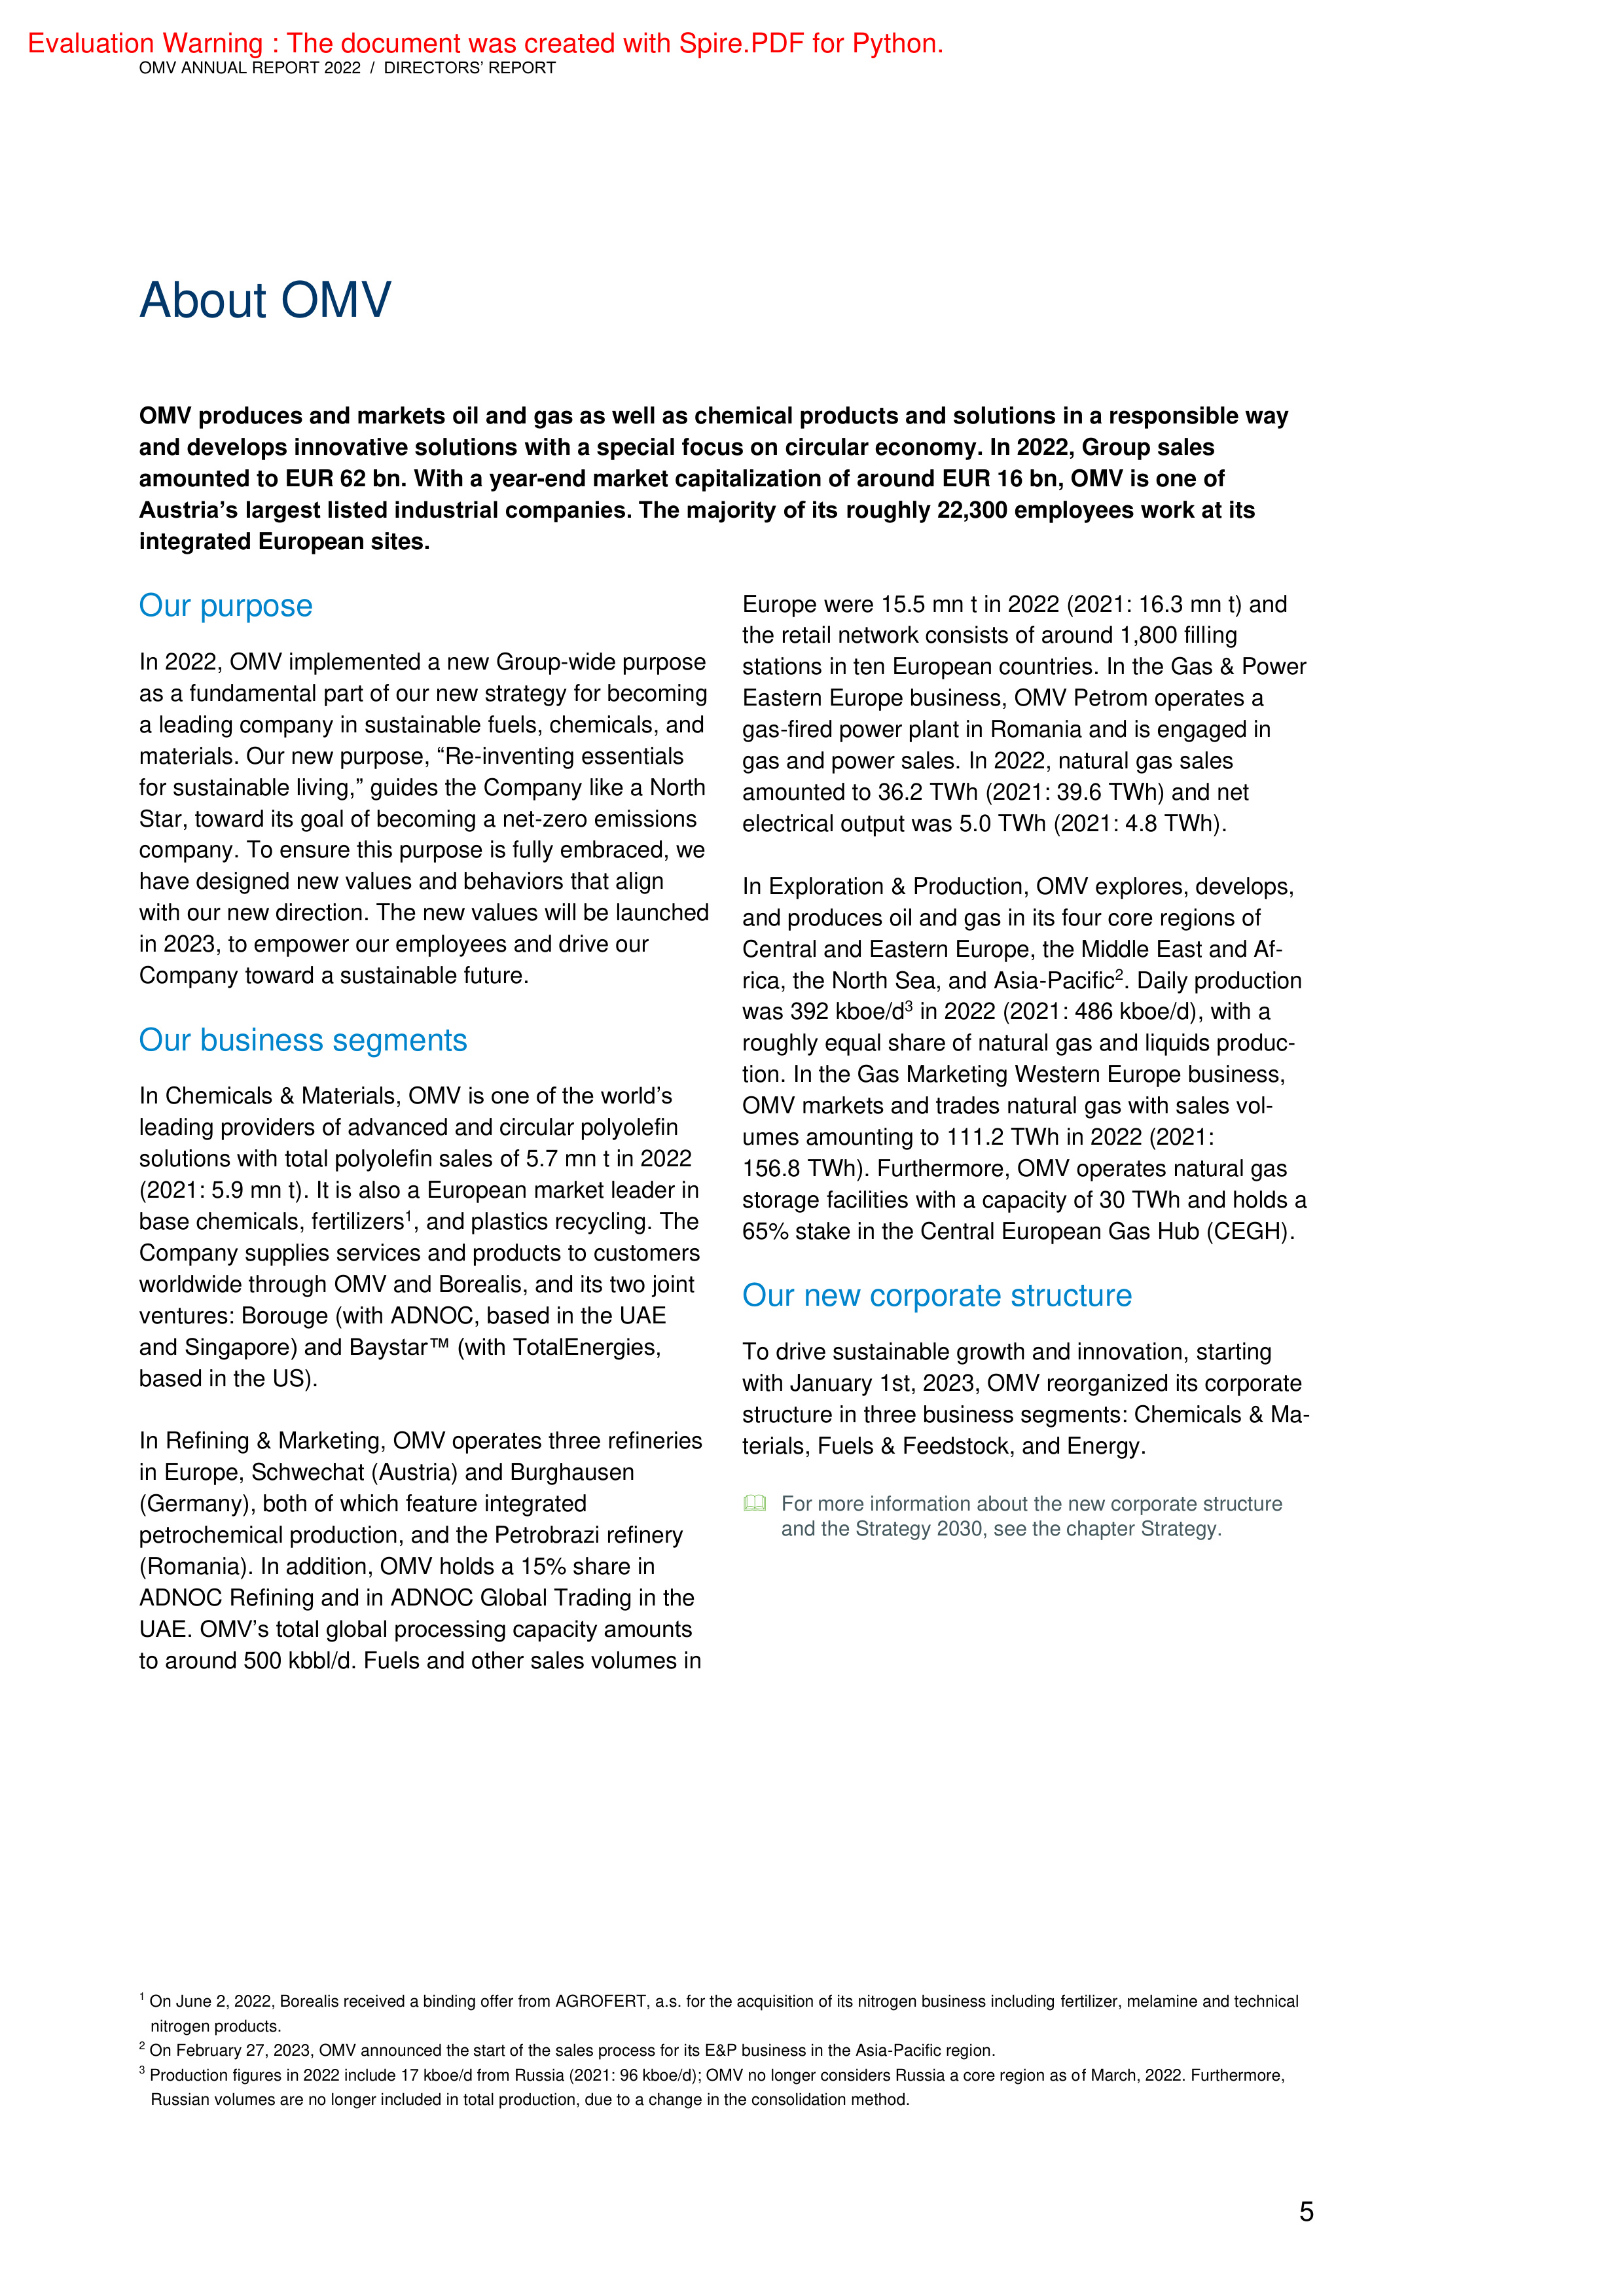 Evaluation Warning : The document was created with Spire.PDF for Python.
OMV ANNUAL REPORT 2022 / DIRECTORS’ REPORT
About OMV
OMV produces and markets oil and gas as well as chemical products and solutions in a responsible way
and develops innovative solutions with a special focus on circular economy. In 2022, Group sales
amounted to EUR 62 bn. With a year-end market capitalization of around EUR 16 bn, OMV is one of
Austria’s largest listed industrial companies. The majority of its roughly 22,300 employees work at its
integrated European sites.
Our purpose
In 2022, OMV implemented a new Group-wide purpose
as a fundamental part of our new strategy for becoming
a leading company in sustainable fuels, chemicals, and
materials. Our new purpose, “Re-inventing essentials
for sustainable living,” guides the Company like a North
Star, toward its goal of becoming a net-zero emissions
company. To ensure this purpose is fully embraced, we
have designed new values and behaviors that align
with our new direction. The new values will be launched
in 2023, to empower our employees and drive our
Company toward a sustainable future.
Our business segments
In Chemicals & Materials, OMV is one of the world’s
leading providers of advanced and circular polyolefin
solutions with total polyolefin sales of 5.7 mn t in 2022
(2021: 5.9 mn t). It is also a European market leader in
base chemicals, fertilizers¹, and plastics recycling. The
Company supplies services and products to customers
worldwide through OMV and Borealis, and its two joint
ventures: Borouge (with ADNOC, based in the UAE
and Singapore) and Baystar™ (with TotalEnergies,
based in the US).
In Refining & Marketing, OMV operates three refineries
in Europe, Schwechat (Austria) and Burghausen
(Germany), both of which feature integrated
petrochemical production, and the Petrobrazi refinery
(Romania). In addition, OMV holds a 15% share in
ADNOC Refining and in ADNOC Global Trading in the
UAE. OMV’s total global processing capacity amounts
to around 500 kbbl/d. Fuels and other sales volumes in
Europe were 15.5 mn t in 2022 (2021: 16.3 mn t) and
the retail network consists of around 1,800 filling
stations in ten European countries. In the Gas & Power
Eastern Europe business, OMV Petrom operates a
gas-fired power plant in Romania and is engaged in
gas and power sales. In 2022, natural gas sales
amounted to 36.2 TWh (2021: 39.6 TWh) and net
electrical output was 5.0 TWh (2021: 4.8 TWh).
In Exploration & Production, OMV explores, develops,
and produces oil and gas in its four core regions of
Central and Eastern Europe, the Middle East and Af-
rica, the North Sea, and Asia-Pacific². Daily production
was 392 kboe/d³ in 2022 (2021: 486 kboe/d), with a
roughly equal share of natural gas and liquids produc-
tion. In the Gas Marketing Western Europe business,
OMV markets and trades natural gas with sales vol-
umes amounting to 111.2 TWh in 2022 (2021:
156.8 TWh). Furthermore, OMV operates natural gas
storage facilities with a capacity of 30 TWh and holds a
65% stake in the Central European Gas Hub (CEGH).
Our new corporate structure
To drive sustainable growth and innovation, starting
with January 1st, 2023, OMV reorganized its corporate
structure in three business segments: Chemicals & Ma-
terials, Fuels & Feedstock, and Energy.
For more information about the new corporate structure
and the Strategy 2030, see the chapter Strategy.
¹ On June 2, 2022, Borealis received a binding offer from AGROFERT, a.s. for the acquisition of its nitrogen business including fertilizer, melamine and technical
nitrogen products.
² On February 27, 2023, OMV announced the start of the sales process for its E&P business in the Asia-Pacific region.
³ Production figures in 2022 include 17 kboe/d from Russia (2021: 96 kboe/d); OMV no longer considers Russia a core region as of March, 2022. Furthermore,
Russian volumes are no longer included in total production, due to a change in the consolidation method.
5